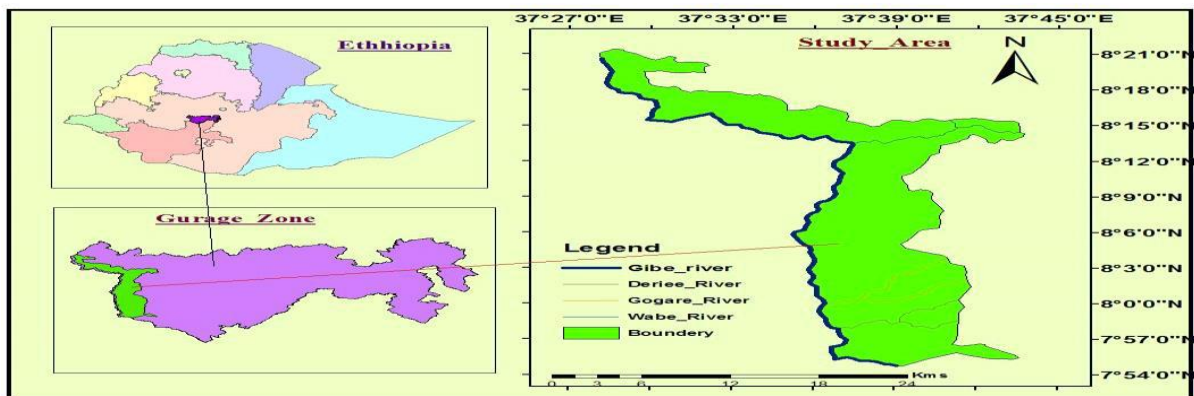 Ethhiopia
Gurage Zone
37°27'0"E 37°33'0"E 37°39'0"E 37°45'0"E
Study_Area
N
8°21'0"N
8°18'0"N
8°15'0"N
8°12'0"N
8°9'0"N
8°6'0"N
8°3'0"N
8°0'0"N
7°57'0"N
7°54'0"N
Legend
Gibe_river
Deriee_River
Gogare_River
Wabe_River
Boundery
Kms
0 3 6 12 18 24